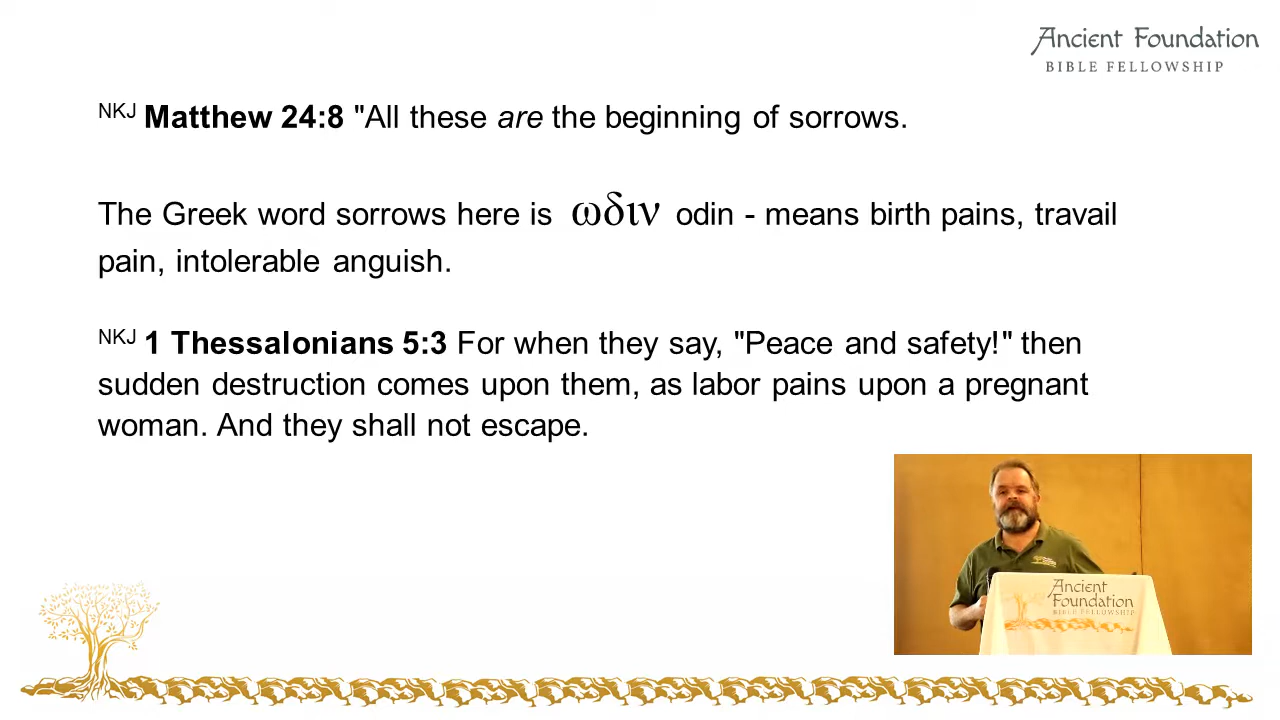 Ancient Foundation
BIBLE FELLOWSHIP
NKJ Matthew 24:8 "All these are the beginning of sorrows.
The Greek word sorrows here is ωδιν odin - means birth pains, travail
pain, intolerable anguish.
NKJ 1 Thessalonians 5:3 For when they say, "Peace and safety!" then
sudden destruction comes upon them, as labor pains upon a pregnant
woman. And they shall not escape.
Ancient
Foundation
BIBLE FELLOWSHIP